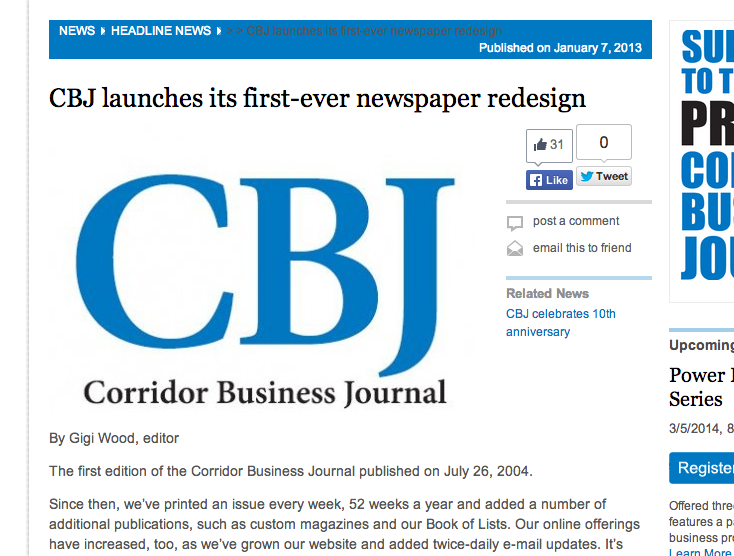 NEWS HEADLINE NEWS > > CBJ launches its first-ever newspaper redesign
Published on January 7, 2013
CBJ launches its first-ever newspaper redesign
31
0
Like
Tweet
post a comment
email this to friend
Related News
CBJ celebrates 10th
anniversary
CBJ
Corridor Business Journal
By Gigi Wood, editor
The first edition of the Corridor Business Journal published on July 26, 2004.
Since then, we've printed an issue every week, 52 weeks a year and added a number of
additional publications, such as custom magazines and our Book of Lists. Our online offerings
have increased, too, as we've grown our website and added twice-daily e-mail updates. It's
TO T
PR
BU
JO
Upcoming
Power
Series
3/5/2014, 8
Register
Offered thre
features a pa
business pro
Learn More